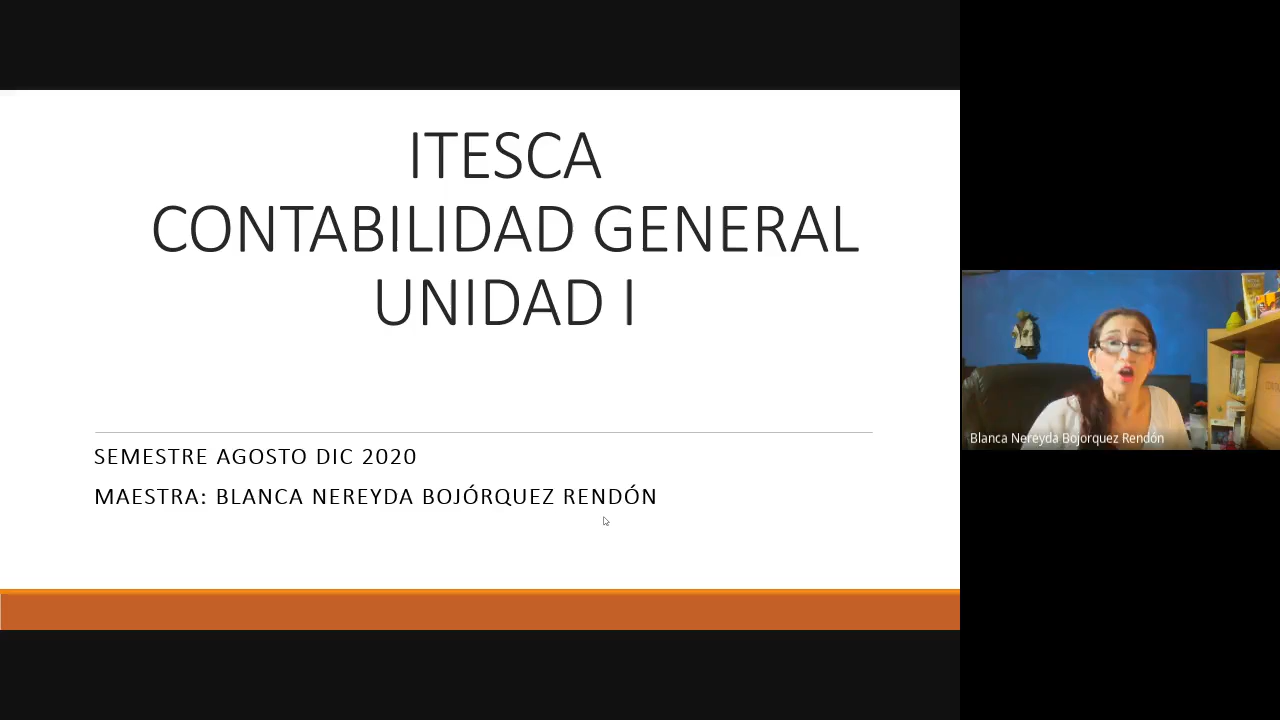 ITESCA
CONTABILIDAD GENERAL
UNIDAD I
SEMESTRE AGOSTO DIC 2020
MAESTRA: BLANCA NEREYDA BOJÓRQUEZ RENDÓN
Blanca Nereyda Bojorquez Rendón